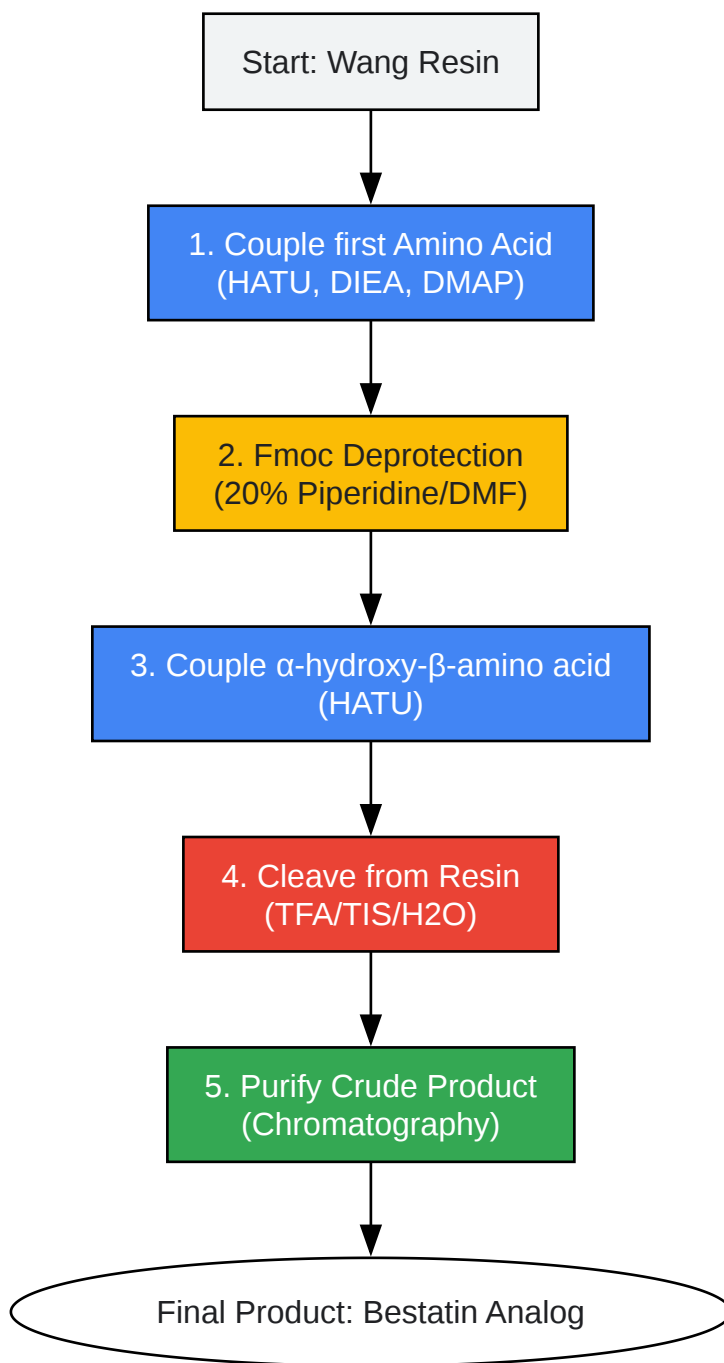 Start: Wang Resin
1. Couple first Amino Acid
(HATU, DIEA, DMAP)
2. Fmoc Deprotection
(20% Piperidine/DMF)
3. Couple α-hydroxy-β-amino acid
(HATU)
4. Cleave from Resin
(TFA/TIS/H2O)
5. Purify Crude Product
(Chromatography)
Final Product: Bestatin Analog